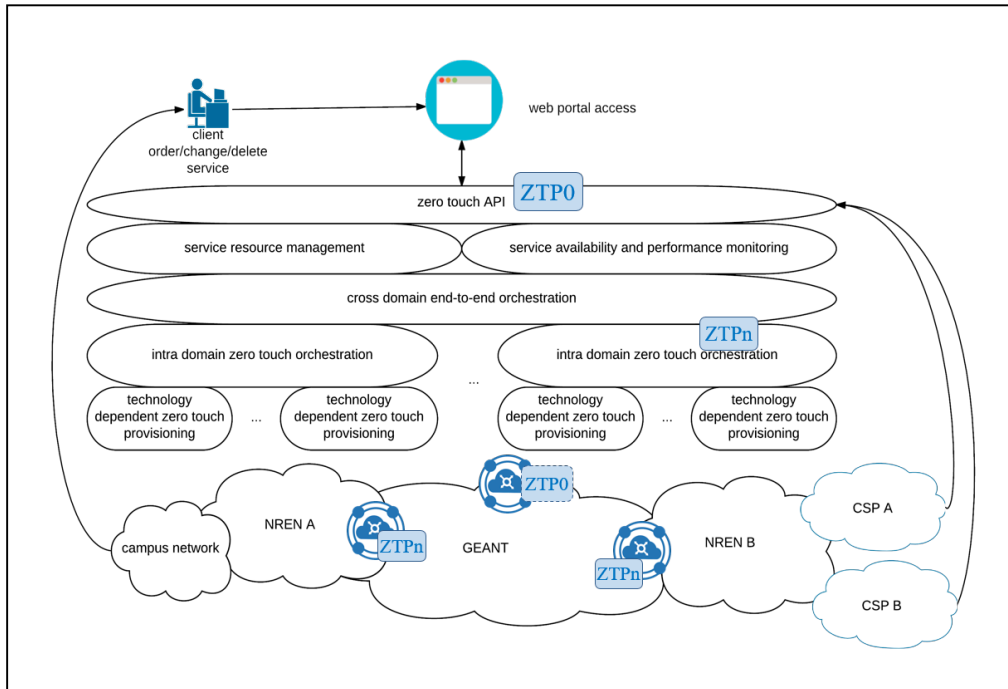 web portal access
client
order/change/delete
service
ZTP0
zero touch API
service resource management
service availability and performance monitoring
cross domain end-to-end orchestration
ZTPn
intra domain zero touch orchestration
intra domain zero touch orchestration
...
technology
dependent zero touch
provisioning
...
technology
dependent zero touch
provisioning
technology
dependent zero touch
provisioning
...
technology
dependent zero touch
provisioning
ZTP0
NREN A
CSP A
campus network
ZTPn
GEANT
ZTPn
NREN B
CSP B